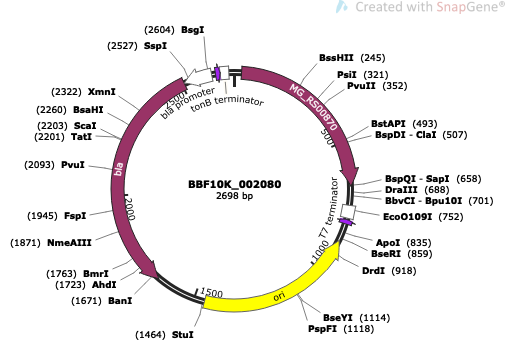 Created with SnapGene®
(2604) BsgI
(2527) SspI
(2322) XmnI
(2260) BsaHI
(2203) ScaI
(2201) TatI
(2093) PvuI
(1945) FspI
(1871) NmeAIII
(1763) BmrI
(1723) AhdI
(1671) BanI
(1464) StuI
BssHII (245)
PsiI (321)
PvuII (352)
BstAPI (493)
BspDI - ClaI (507)
BspQI - SapI (658)
DraIII (688)
BbvCI - Bpu10I (701)
EcoO109I (752)
ApoI (835)
BseRI (859)
DrdI (918)
BseYI (1114)
PspFI (1118)
bla promoter
tonB terminator
MG_RS00870
T7 terminator
ori
bla
500
1000
1500
2000
2500
BBF10K_002080
2698 bp